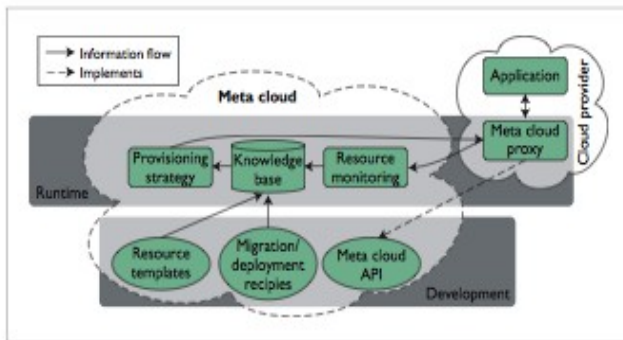 Information flow
Implements
Meta cloud
Application
Cloud provider
Meta cloud
proxy
Provisioning
strategy
Knowledge
base
Resource
monitoring
Runtime
Resource
templates
Migration/
deployment
recipies
Meta cloud
API
Development